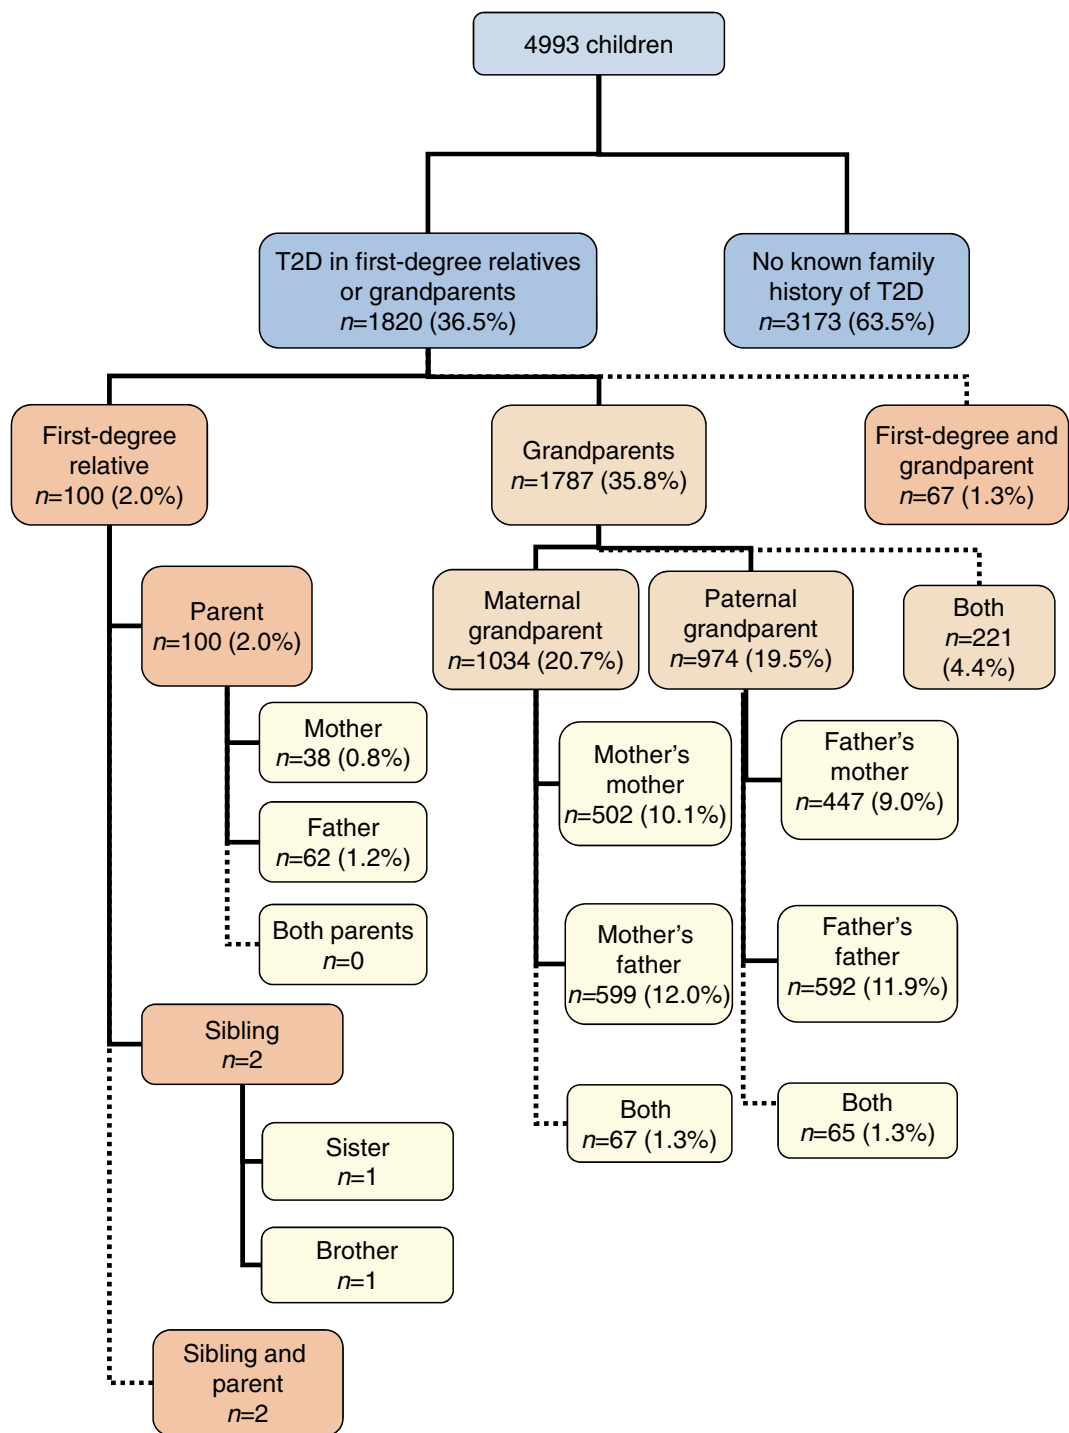 4993 children
T2D in first-degree relatives
or grandparents
n=1820 (36.5%)
No known family
history of T2D
n=3173 (63.5%)
First-degree
relative
n=100 (2.0%)
Grandparents
n=1787 (35.8%)
First-degree and
grandparent
n=67 (1.3%)
Parent
n=100 (2.0%)
Mother
n=38 (0.8%)
Father
n=62 (1.2%)
Both parents
n=0
Sibling
n=2
Sister
n=1
Brother
n=1
Sibling and
parent
n=2
Maternal
grandparent
n=1034 (20.7%)
Mother’s
mother
n=502 (10.1%)
Mother’s
father
n=599 (12.0%)
Both
n=67 (1.3%)
Paternal
grandparent
n=974 (19.5%)
Father’s
mother
n=447 (9.0%)
Father’s
father
n=592 (11.9%)
Both
n=65 (1.3%)
Both
n=221
(4.4%)